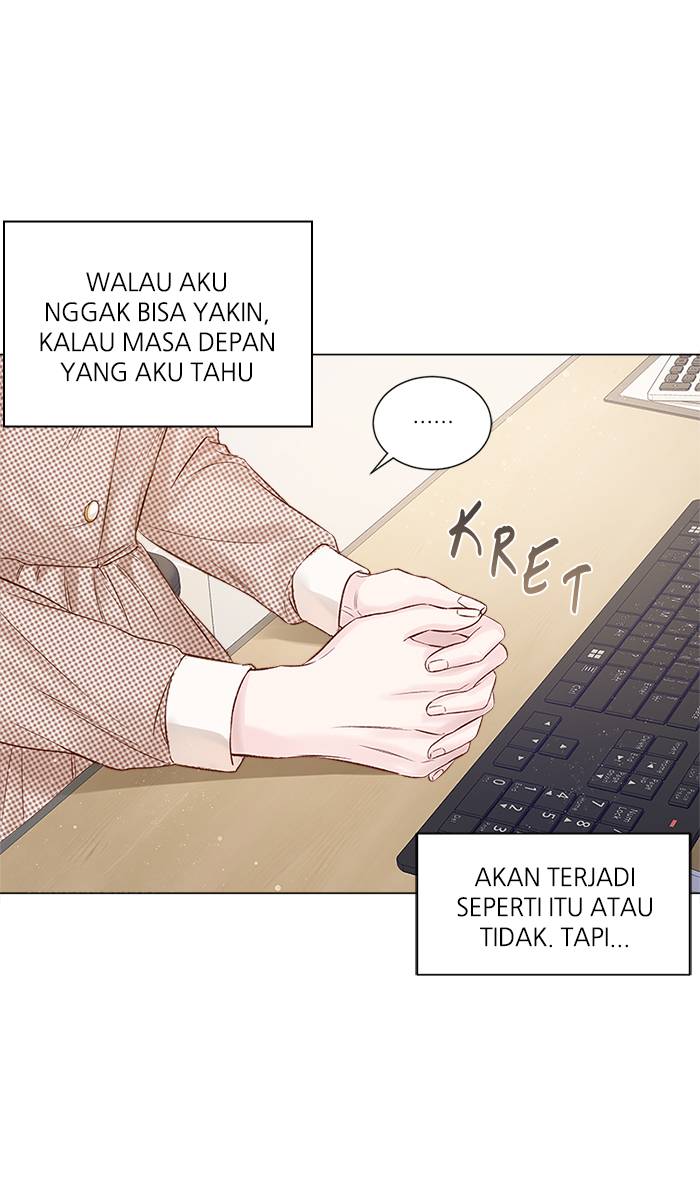 WALAU AKU
NGGAK BISA YAKIN,
KALAU MASA DEPAN
YANG AKU TAHU
......
KRET
AKAN TERJADI
SEPERTI ITU ATAU
TIDAK. TAPI...